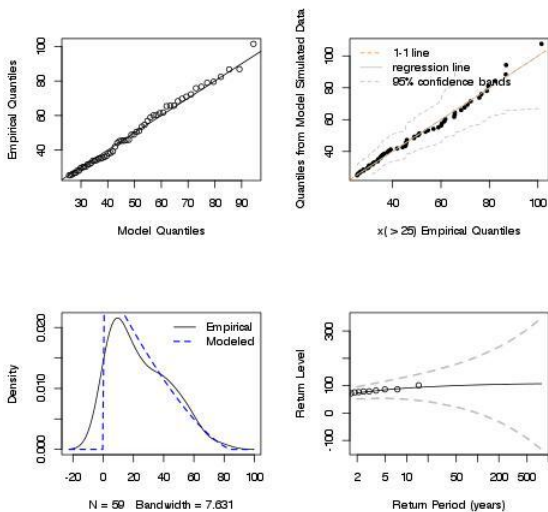 Empirical Quantiles
100
80
60
40
30 40 50 60 70 80 90
Model Quantiles
Quantiles from Model Simulated Data
100
80
60
40
1-1 line
regression line
95% confidence bands
40 60 80 100
x( > 25) Empirical Quantiles
Density
0.020
0.010
0.000
Empirical
Modeled
-20 0 20 40 60 80 100
N = 59 Bandwidth = 7.631
Return Level
300
100
0
-100
2 5 10 50 200 500
Return Period (years)